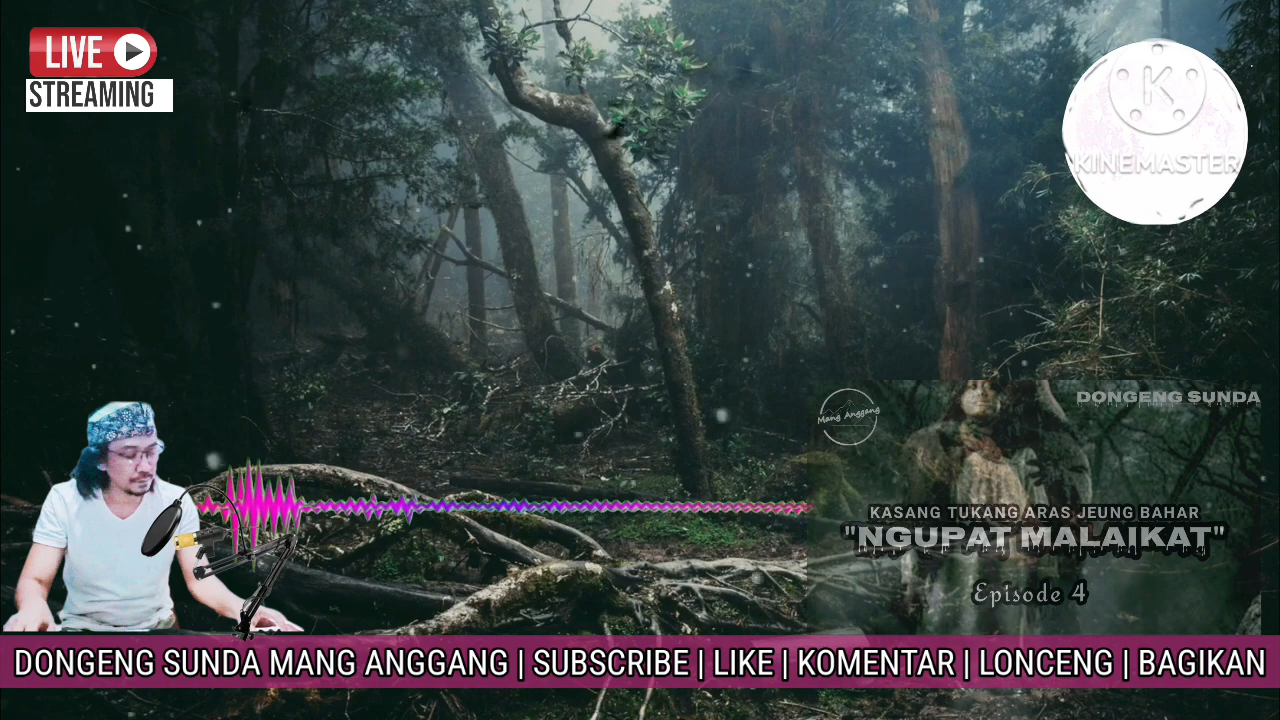 LIVE
STREAMING
K
KINEMASTER
Mang Anggang
DONGENG SUNDA
KASANG TUKANG ARAS JEUNG BAHAR
"NGUPAT MALAIKAT"
Episode 4
DONGENG SUNDA MANG ANGGANG | SUBSCRIBE | LIKE | KOMENTAR | LONCENG | BAGIKAN